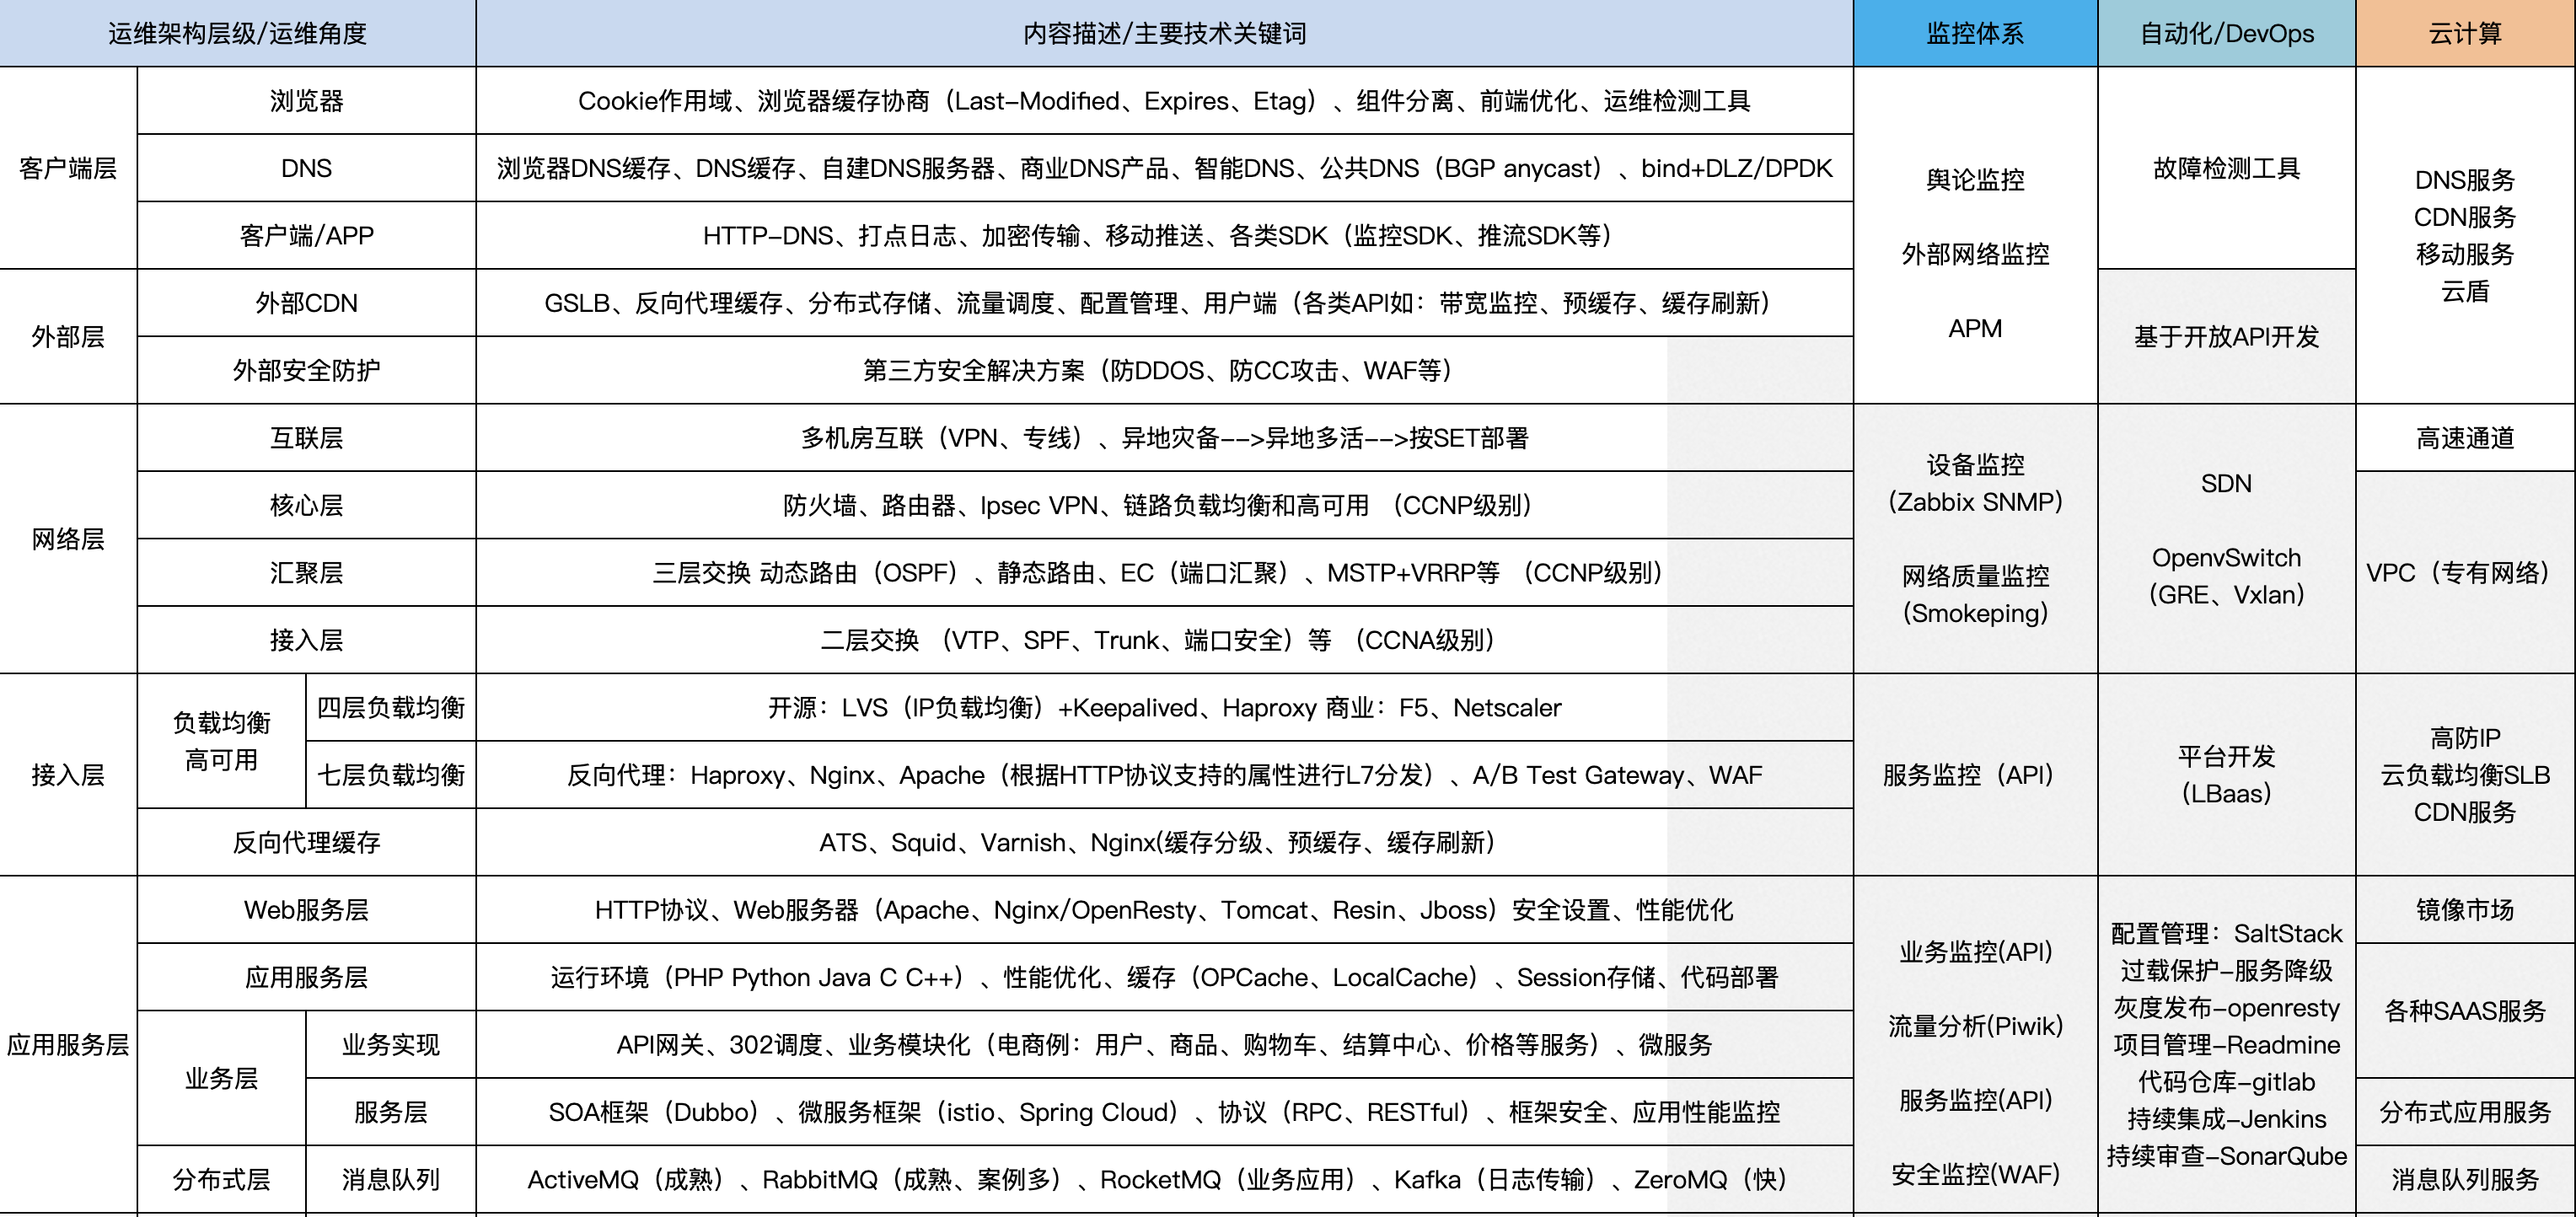 运维架构层级/运维角度
内容描述/主要技术关键词
监控体系
自动化/DevOps
云计算
客户端层
浏览器
Cookie作用域、浏览器缓存协商（Last-Modified、Expires、Etag）、组件分离、前端优化、运维检测工具
DNS
浏览器DNS缓存、DNS缓存、自建DNS服务器、商业DNS产品、智能DNS、公共DNS（BGP anycast）、bind+DLZ/DPDK
客户端/APP
HTTP-DNS、打点日志、加密传输、移动推送、各类SDK（监控SDK、推流SDK等）
舆论监控
外部网络监控
APM
故障检测工具
DNS服务
CDN服务
移动服务
云盾
外部层
外部CDN
GSLB、反向代理缓存、分布式存储、流量调度、配置管理、用户端（各类API如：带宽监控、预缓存、缓存刷新）
外部安全防护
第三方安全解决方案（防DDOS、防CC攻击、WAF等）
基于开放API开发
网络层
互联层
多机房互联（VPN、专线）、异地灾备-->异地多活-->按SET部署
核心层
防火墙、路由器、Ipsec VPN、链路负载均衡和高可用 （CCNP级别）
汇聚层
三层交换 动态路由（OSPF）、静态路由、EC（端口汇聚）、MSTP+VRRP等 （CCNP级别）
接入层
二层交换 （VTP、SPF、Trunk、端口安全）等 （CCNA级别）
设备监控
（Zabbix SNMP）
网络质量监控
(Smokeping)
SDN
OpenvSwitch
（GRE、Vxlan）
高速通道
VPC（专有网络）
接入层
负载均衡
高可用
四层负载均衡
开源：LVS（IP负载均衡）+Keepalived、Haproxy 商业：F5、Netscaler
七层负载均衡
反向代理：Haproxy、Nginx、Apache（根据HTTP协议支持的属性进行L7分发）、A/B Test Gateway、WAF
反向代理缓存
ATS、Squid、Varnish、Nginx(缓存分级、预缓存、缓存刷新）
服务监控（API）
平台开发
（LBaas）
高防IP
云负载均衡SLB
CDN服务
应用服务层
Web服务层
HTTP协议、Web服务器（Apache、Nginx/OpenResty、Tomcat、Resin、Jboss）安全设置、性能优化
应用服务层
运行环境（PHP Python Java C C++）、性能优化、缓存（OPCache、LocalCache）、Session存储、代码部署
业务层
业务实现
API网关、302调度、业务模块化（电商例：用户、商品、购物车、结算中心、价格等服务）、微服务
服务层
SOA框架（Dubbo）、微服务框架（istio、Spring Cloud）、协议（RPC、RESTful）、框架安全、应用性能监控
分布式层
消息队列
ActiveMQ（成熟）、RabbitMQ（成熟、案例多）、RocketMQ（业务应用）、Kafka（日志传输）、ZeroMQ（快）
业务监控(API)
流量分析(Piwik)
服务监控(API)
安全监控(WAF)
配置管理：SaltStack
过载保护-服务降级
灰度发布-openresty
项目管理-Readmine
代码仓库-gitlab
持续集成-Jenkins
持续审查-SonarQube
镜像市场
各种SAAS服务
分布式应用服务
消息队列服务